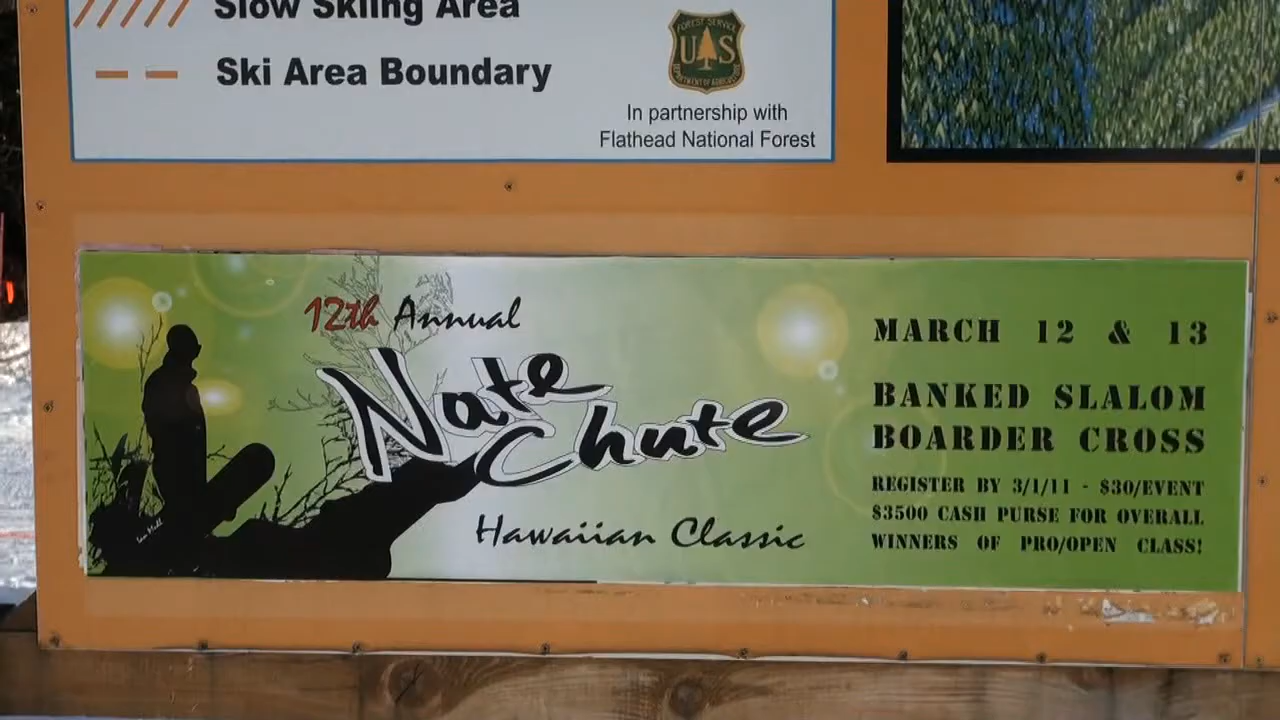 Slow Skiing Area
Ski Area Boundary
FOREST SERVICE
U S
DEPARTMENT OF AGRICULTURE
In partnership with
Flathead National Forest
12th Annual
Nate
Chute
Hawaiian Classic
MARCH 12 & 13
BANKED SLALOM
BOARDER CROSS
REGISTER BY 3/1/11 - $30/EVENT
$3500 CASH PURSE FOR OVERALL
WINNERS OF PRO/OPEN CLASS!